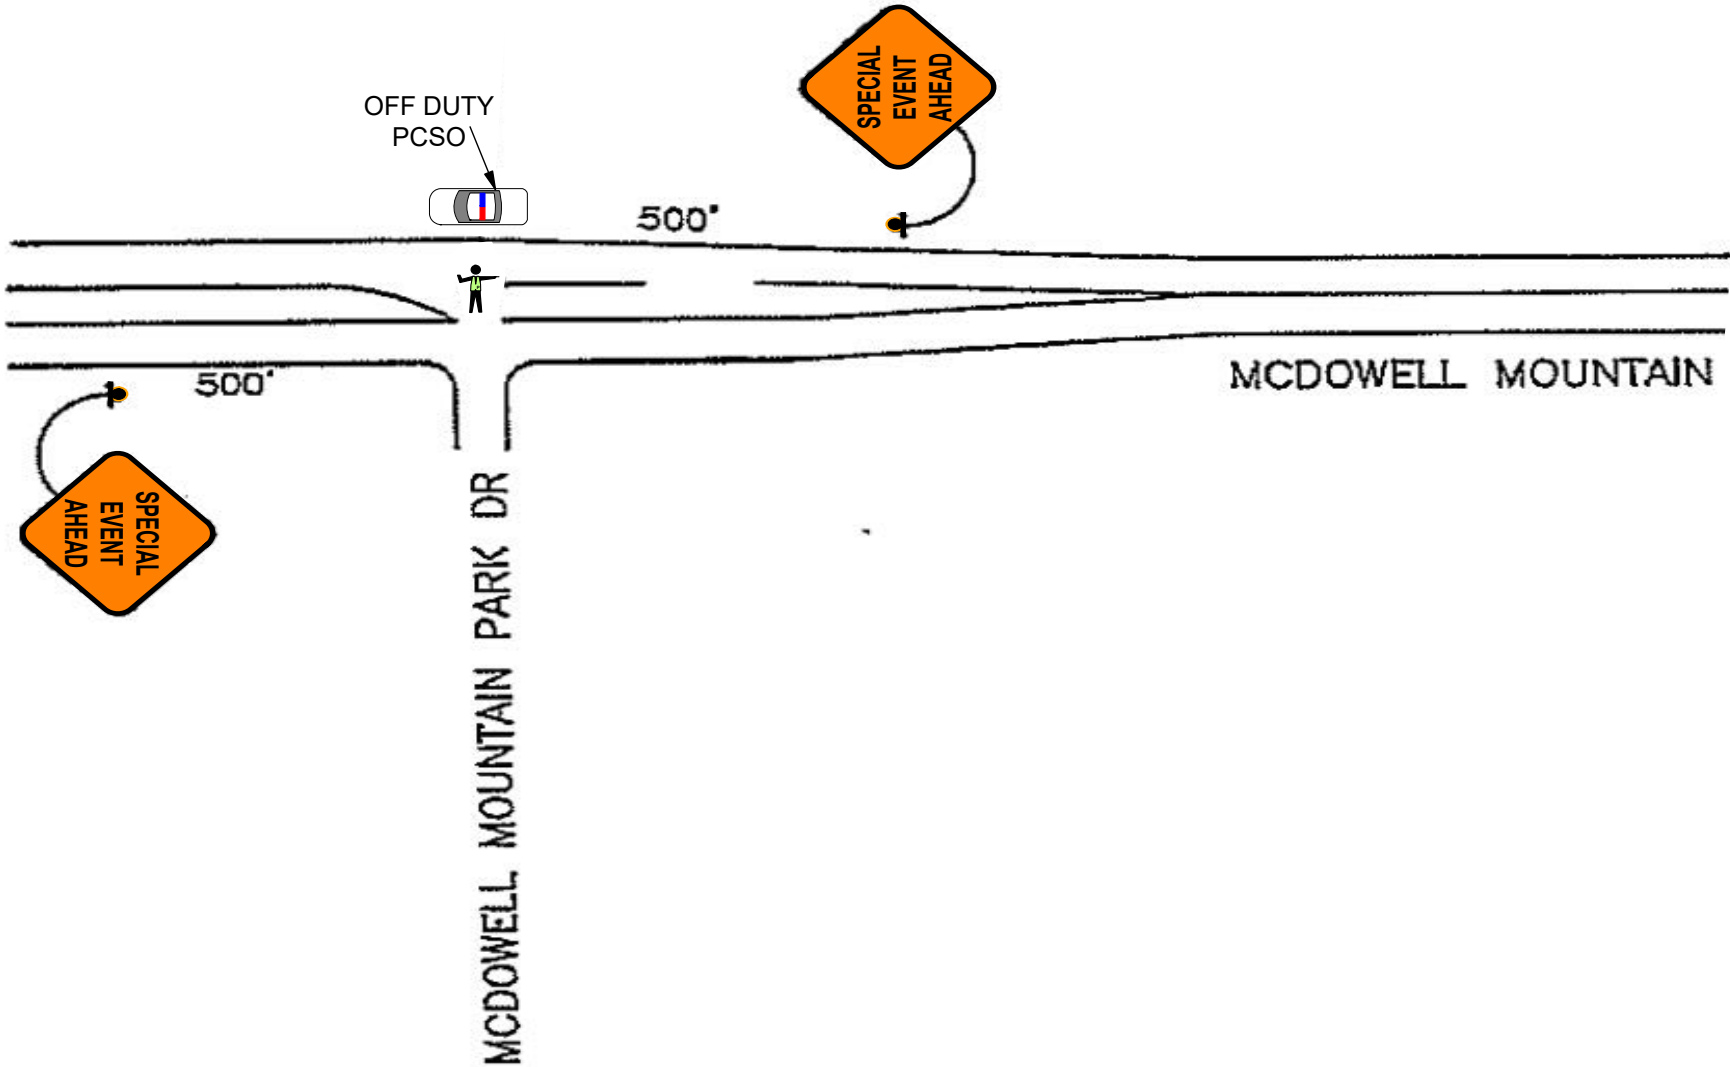 OFF DUTY
PCSO
SPECIAL
EVENT
AHEAD
500'
500'
MCDOWELL MOUNTAIN
SPECIAL
EVENT
AHEAD
MCDOWELL MOUNTAIN PARK DR